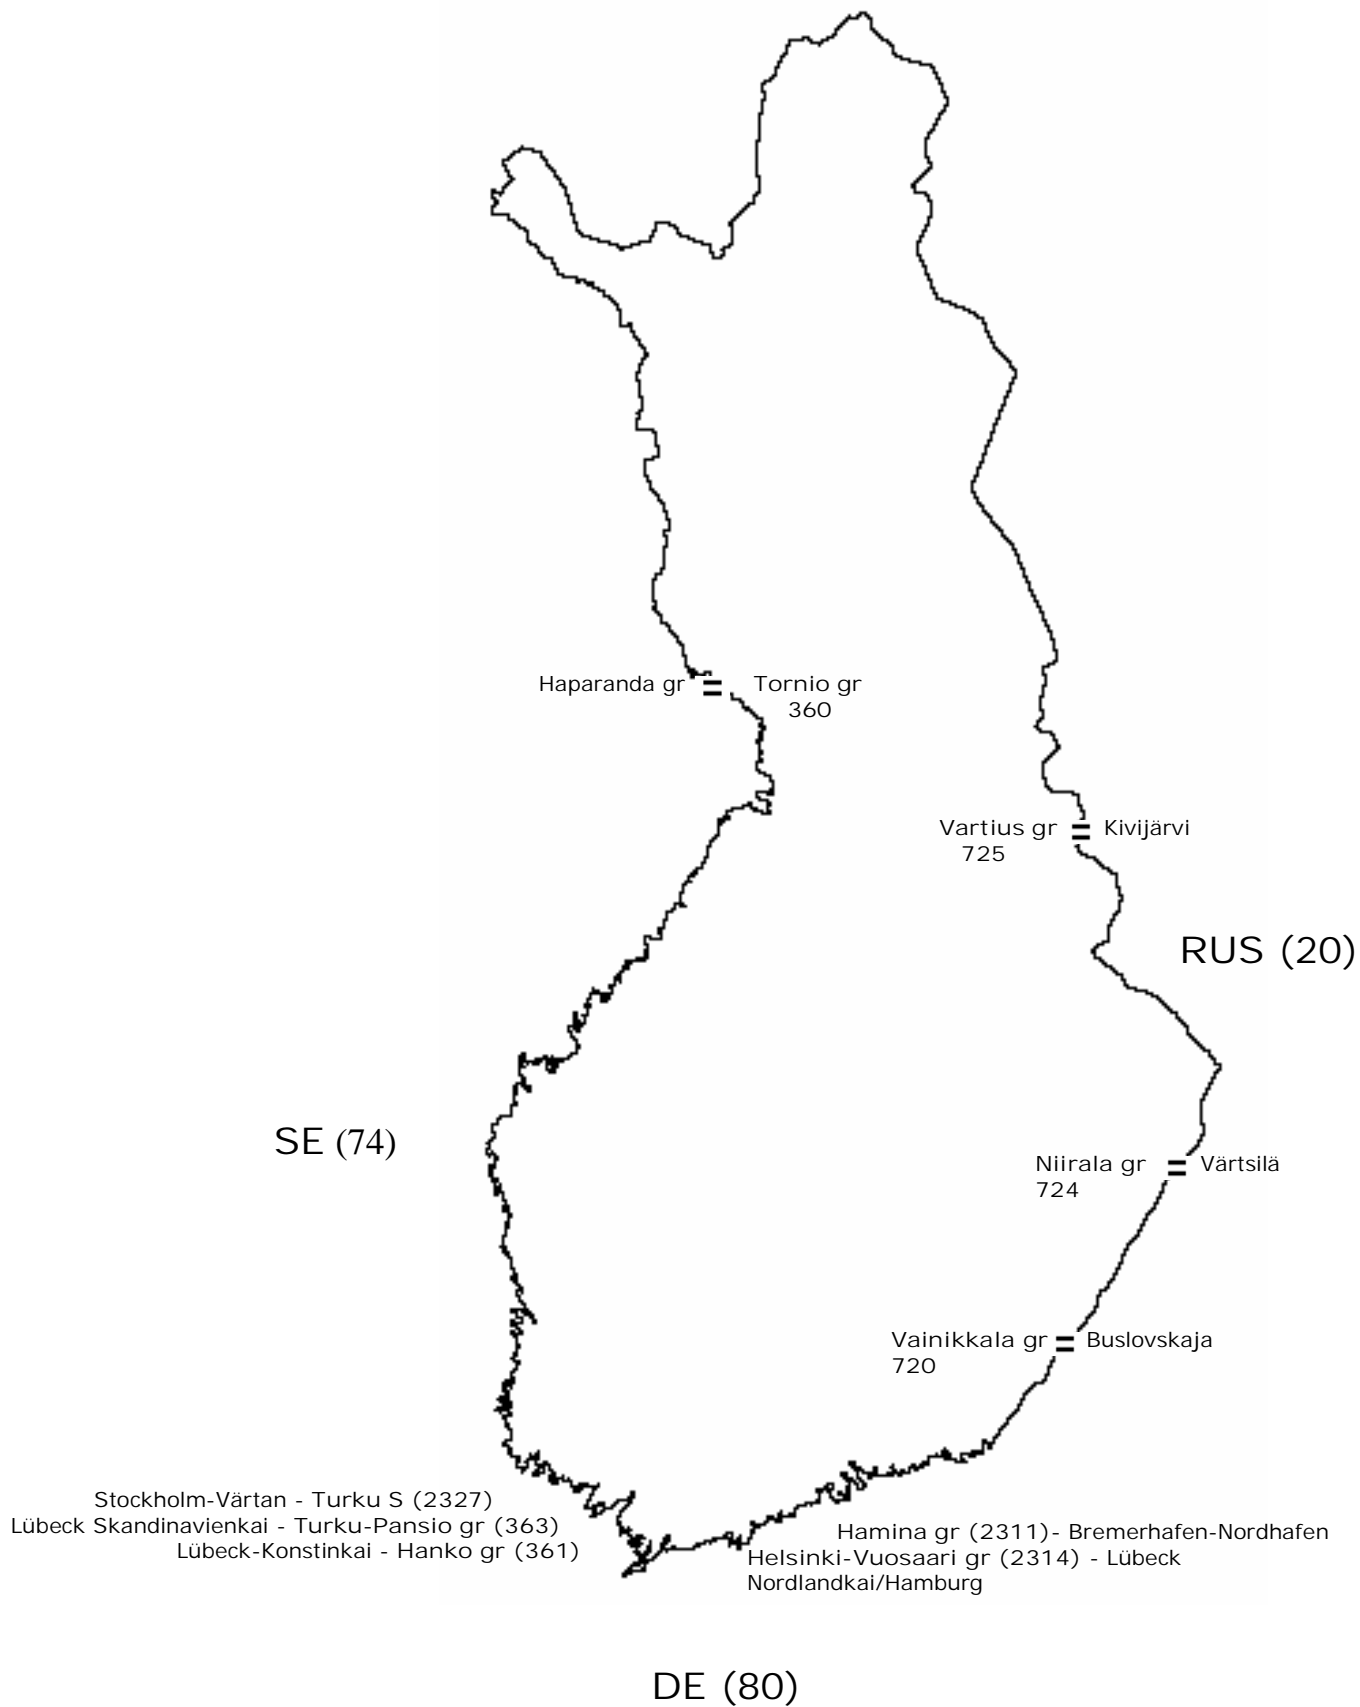 Haparanda gr
Tornio gr
360
Vartius gr
Kivijärvi
725
RUS (20)
SE (74)
Niirala gr
Värtsilä
724
Vainikkala gr
Buslovskaja
720
Stockholm-Värtan - Turku S (2327)
Lübeck Skandinavienkai - Turku-Pansio gr (363)
Lübeck-Konstinkai - Hanko gr (361)
Hamina gr (2311)- Bremerhafen-Nordhafen
Helsinki-Vuosaari gr (2314) - Lübeck
Nordlandkai/Hamburg
DE (80)